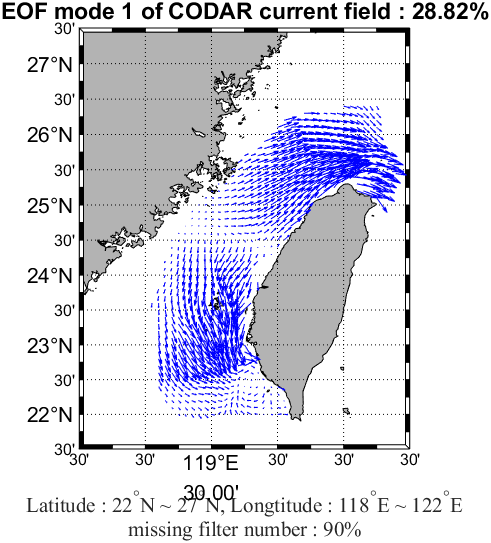 EOF mode 1 of CODAR current field : 28.82%
30'
27°N
30'
26°N
30'
25°N
30'
24°N
30'
23°N
30'
22°N
30'
30' 30' 119°E 30' 30' 30'
30.00'
Latitude : 22°N ~ 27°N, Longtitude : 118°E ~ 122°E
missing filter number : 90%